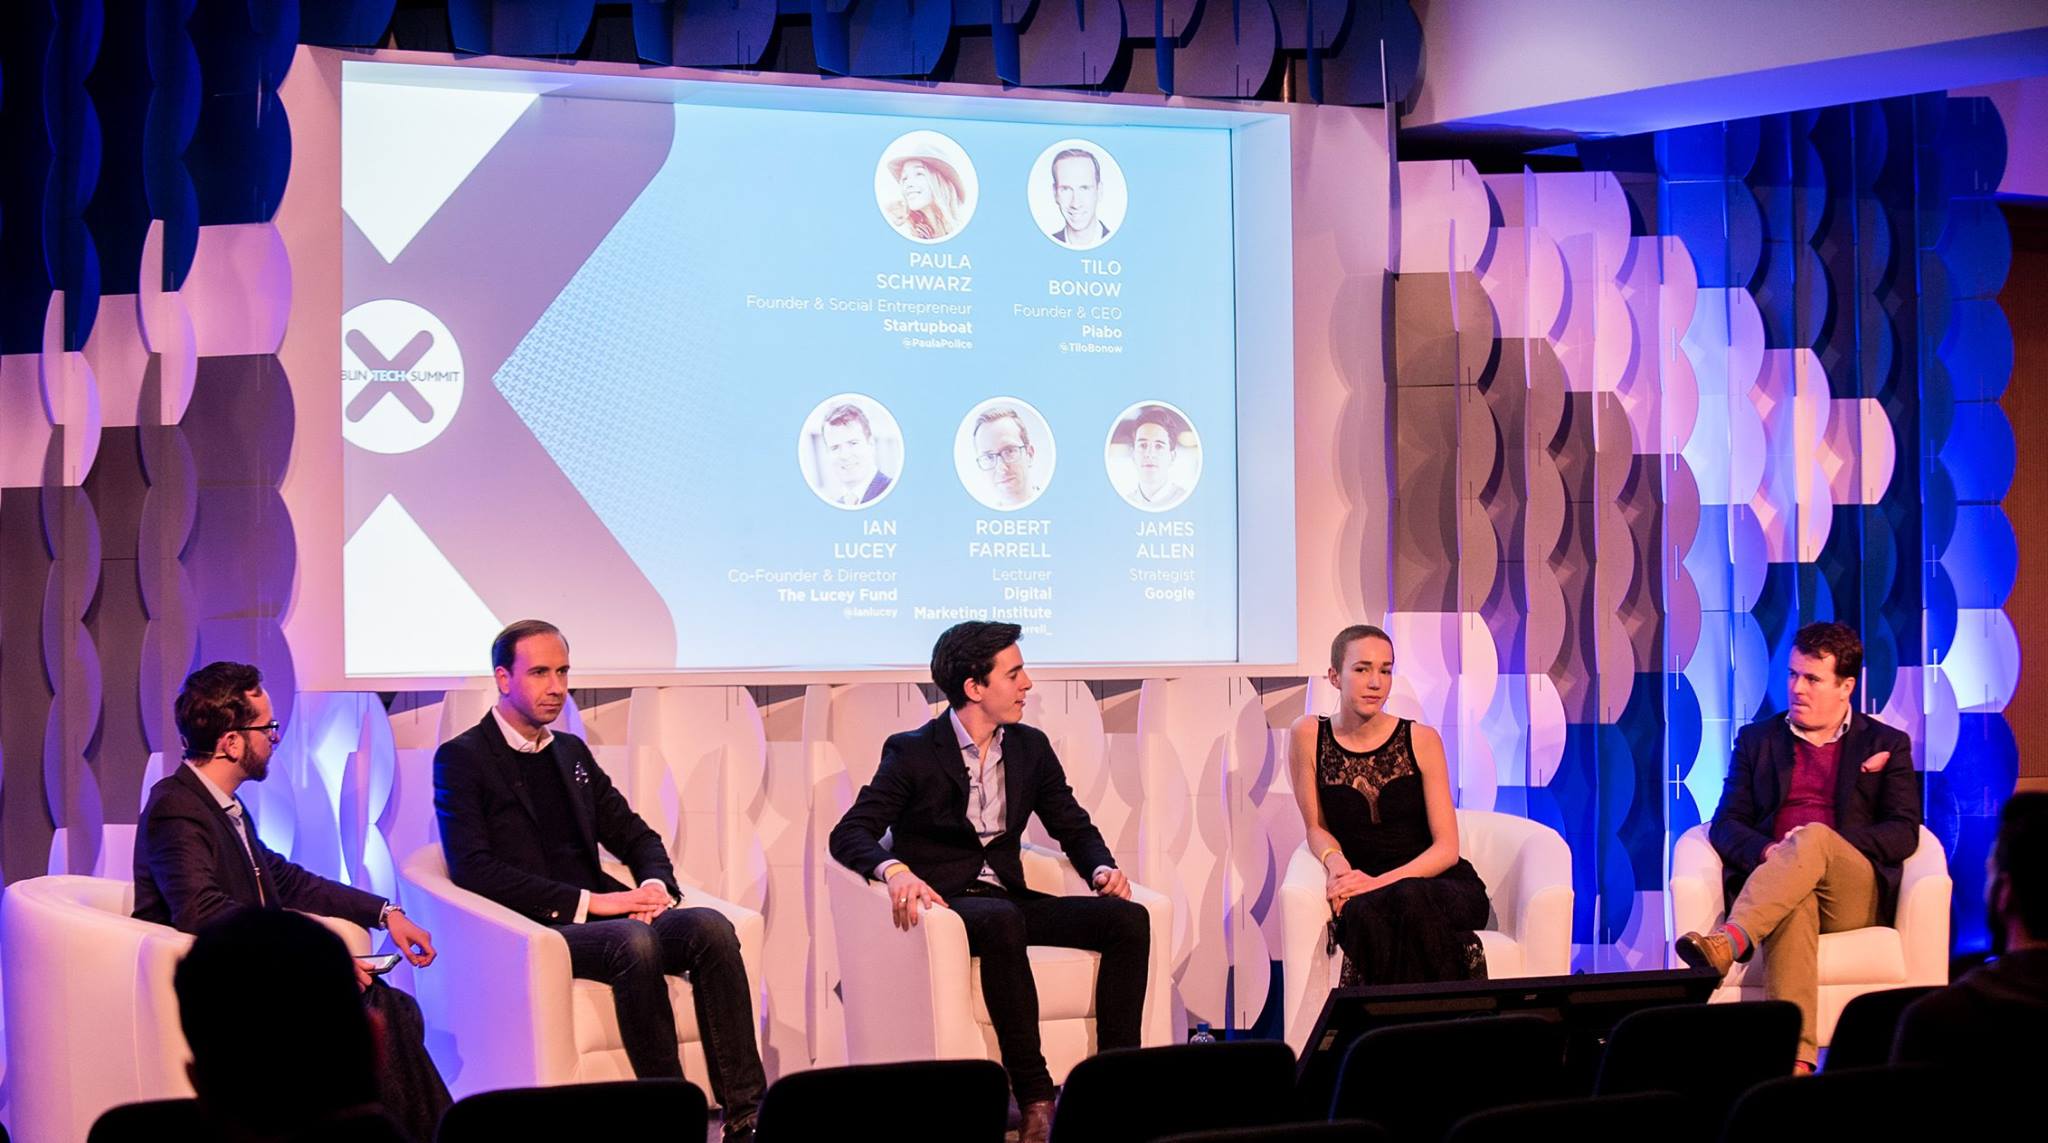 BLIN TECH SUMMIT
PAULA
SCHWARZ
Founder & Social Entrepreneur
Startupboat
@PaulaPolice
TILO
BONOW
Founder & CEO
Piabo
@TiloBonow
IAN
LUCEY
Co-Founder & Director
The Lucey Fund
@ianlucey
ROBERT
FARRELL
Lecturer
Digital
Marketing Institute
JAMES
ALLEN
Strategist
Google